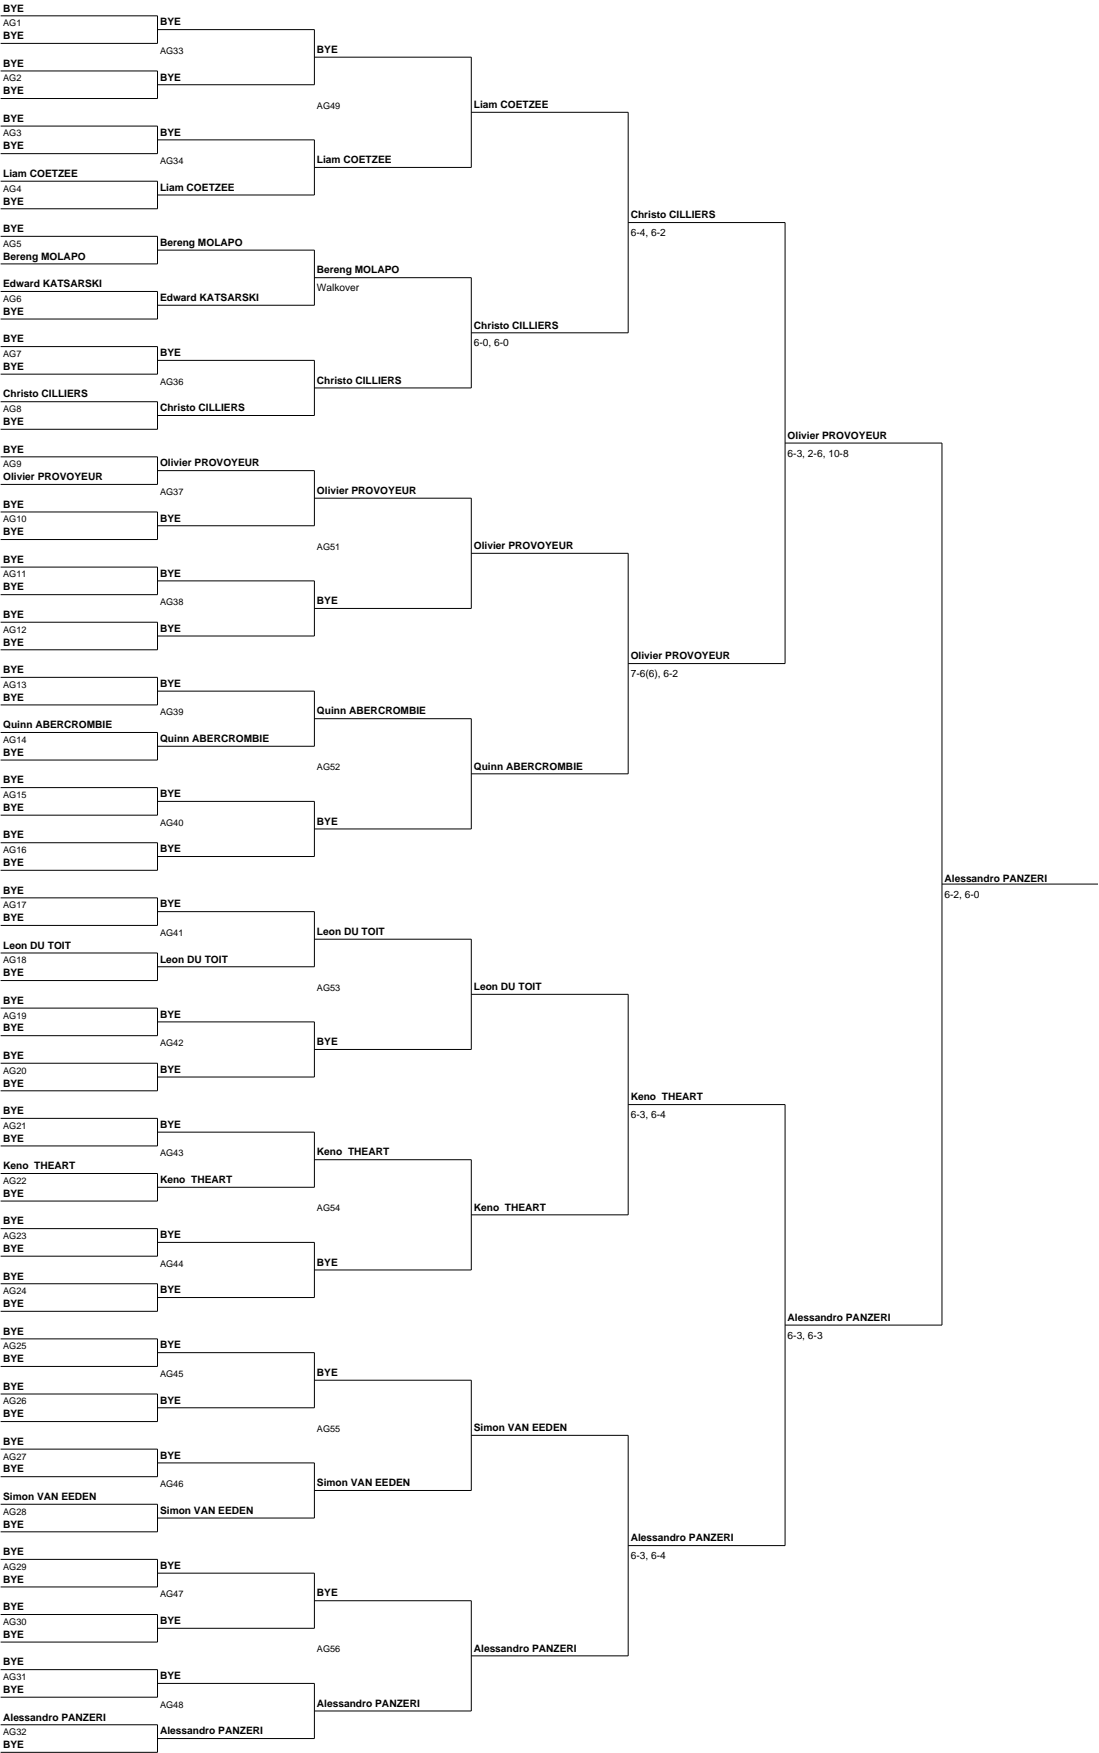 BYE
AG1
BYE
BYE
AG2
BYE
BYE
AG3
BYE
Liam COETZEE
AG4
BYE
BYE
AG5
Bereng MOLAPO
Edward KATSARSKI
AG6
BYE
BYE
AG7
BYE
Christo CILLIERS
AG8
BYE
BYE
AG9
Olivier PROVOYEUR
BYE
AG10
BYE
BYE
AG11
BYE
BYE
AG12
BYE
BYE
AG13
BYE
Quinn ABERCROMBIE
AG14
BYE
BYE
AG15
BYE
BYE
AG16
BYE
BYE
AG17
BYE
Leon DU TOIT
AG18
BYE
BYE
AG19
BYE
BYE
AG20
BYE
BYE
AG21
BYE
Keno  THEART
AG22
BYE
BYE
AG23
BYE
BYE
AG24
BYE
BYE
AG25
BYE
BYE
AG26
BYE
BYE
AG27
BYE
Simon VAN EEDEN
AG28
BYE
BYE
AG29
BYE
BYE
AG30
BYE
BYE
AG31
BYE
Alessandro PANZERI
AG32
BYE
BYE
AG33
BYE
BYE
AG34
Liam COETZEE
Bereng MOLAPO
Edward KATSARSKI
BYE
AG36
Christo CILLIERS
Olivier PROVOYEUR
AG37
BYE
BYE
AG38
BYE
BYE
AG39
Quinn ABERCROMBIE
BYE
AG40
BYE
BYE
AG41
Leon DU TOIT
BYE
AG42
BYE
BYE
AG43
Keno  THEART
BYE
AG44
BYE
BYE
AG45
BYE
BYE
AG46
Simon VAN EEDEN
BYE
AG47
BYE
BYE
AG48
Alessandro PANZERI
BYE
AG49
Liam COETZEE
Bereng MOLAPO
Walkover
Christo CILLIERS
Olivier PROVOYEUR
AG51
BYE
Quinn ABERCROMBIE
AG52
BYE
Leon DU TOIT
AG53
BYE
Keno  THEART
AG54
BYE
BYE
AG55
Simon VAN EEDEN
BYE
AG56
Alessandro PANZERI
Liam COETZEE
Christo CILLIERS
6-0, 6-0
Olivier PROVOYEUR
Quinn ABERCROMBIE
Leon DU TOIT
Keno  THEART
Simon VAN EEDEN
Alessandro PANZERI
Christo CILLIERS
6-4, 6-2
Olivier PROVOYEUR
7-6(6), 6-2
Keno  THEART
6-3, 6-4
Alessandro PANZERI
6-3, 6-4
Olivier PROVOYEUR
6-3, 2-6, 10-8
Alessandro PANZERI
6-3, 6-3
Alessandro PANZERI
6-2, 6-0